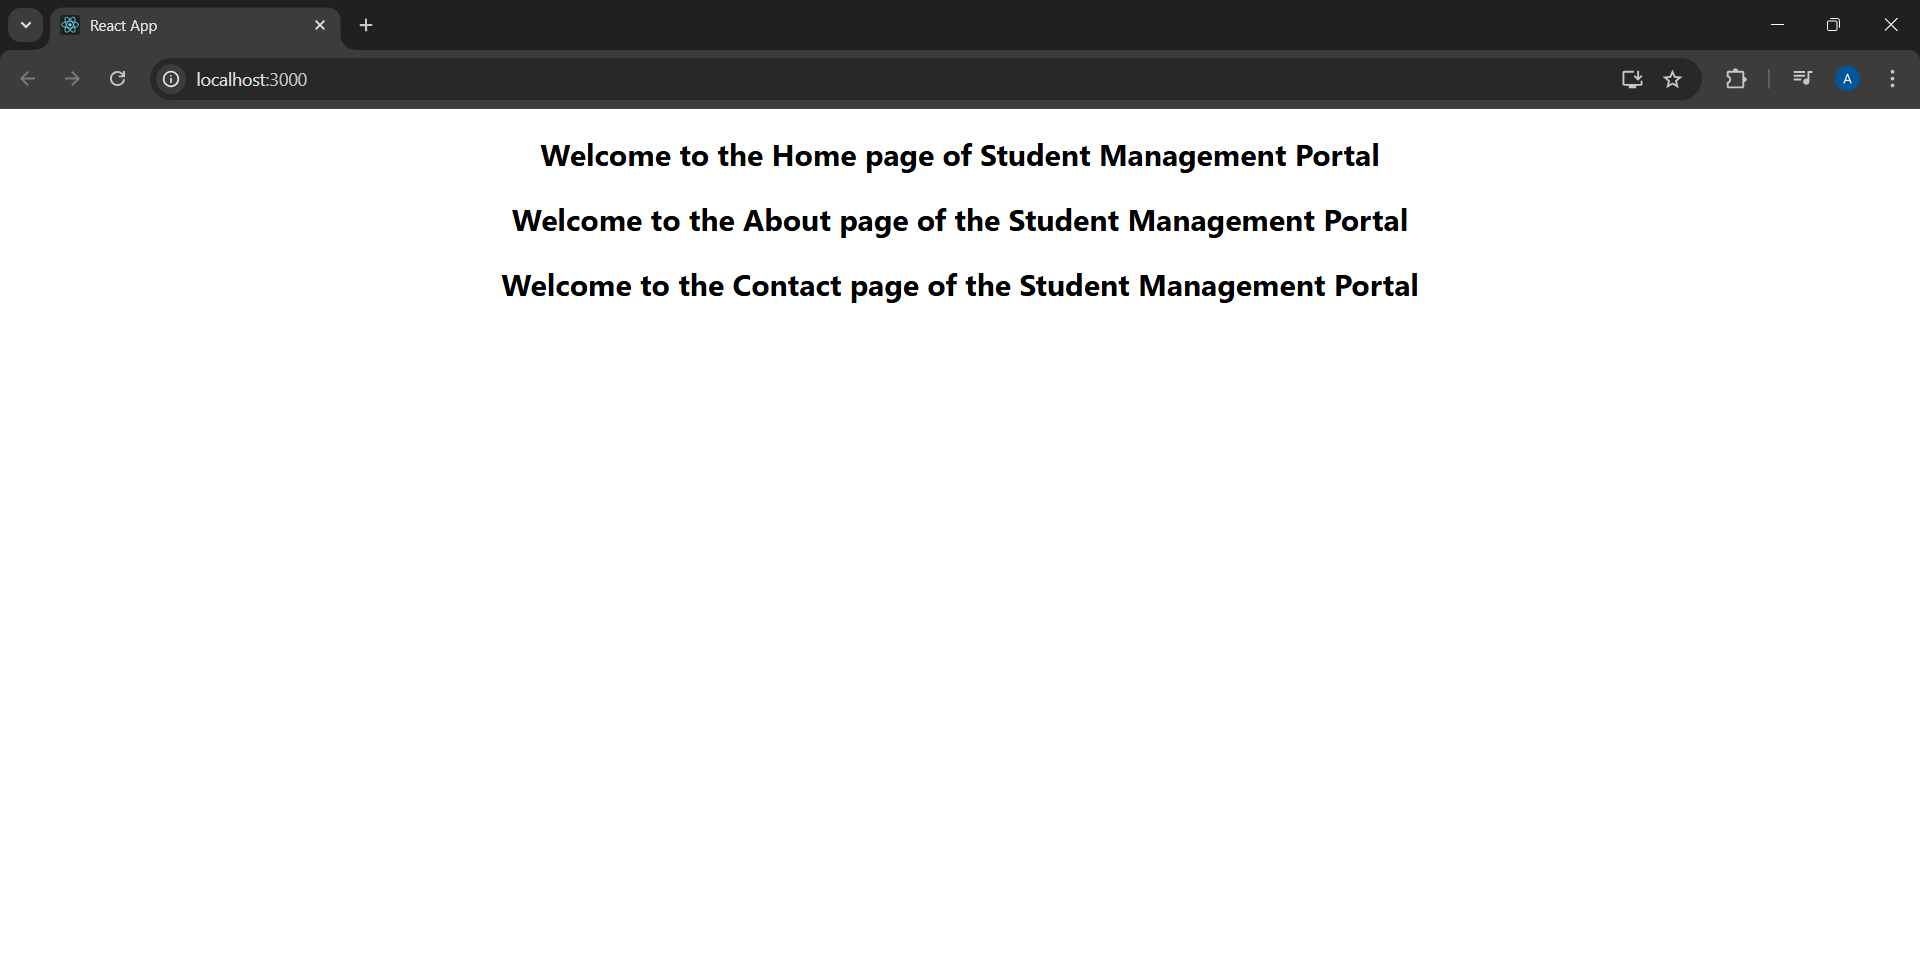 React App
localhost:3000
A
Welcome to the Home page of Student Management Portal
Welcome to the About page of the Student Management Portal
Welcome to the Contact page of the Student Management Portal